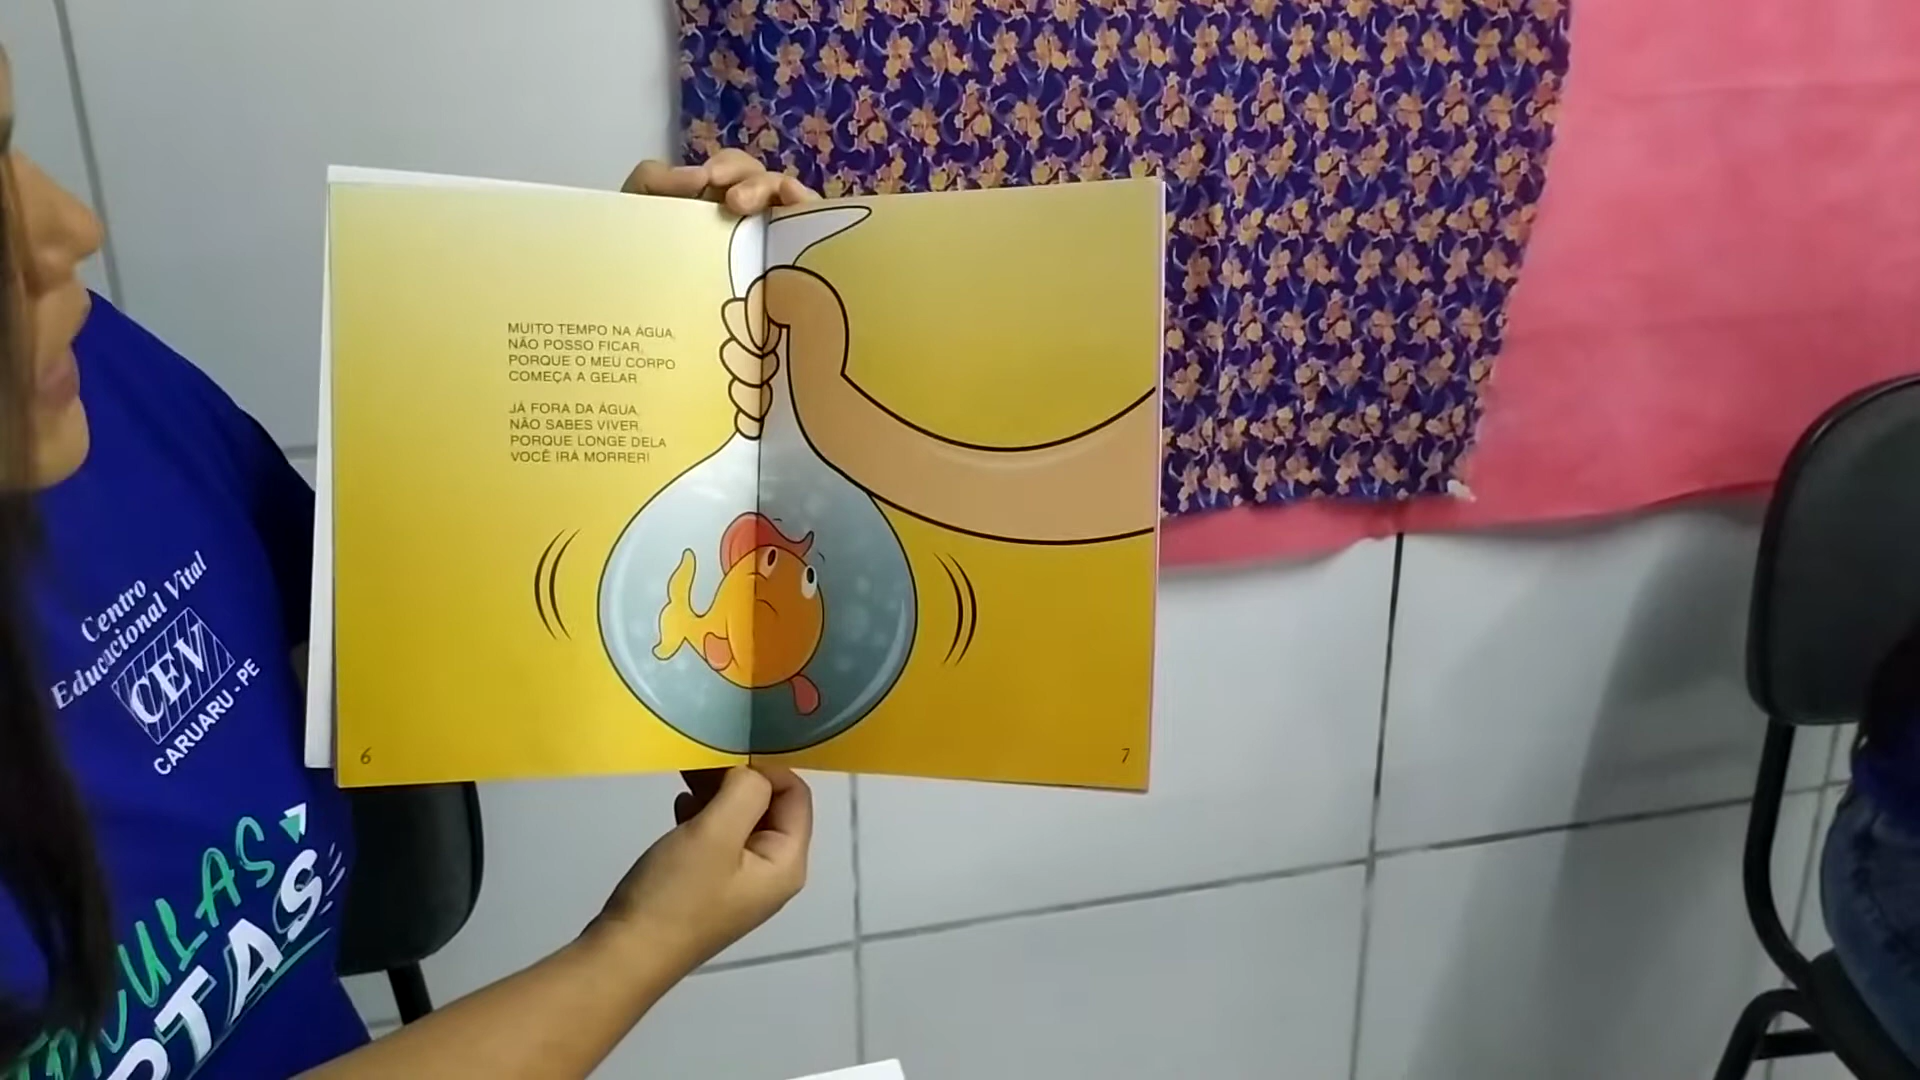 MUITO TEMPO NA ÁGUA,
NÃO POSSO FICAR,
PORQUE O MEU CORPO
COMEÇA A GELAR.
JÁ FORA DA ÁGUA,
NÃO SABES VIVER,
PORQUE LONGE DELA
VOCÊ IRÁ MORRER!
6
7
Centro
Educacional Vital
CEV
CARUARU - PE